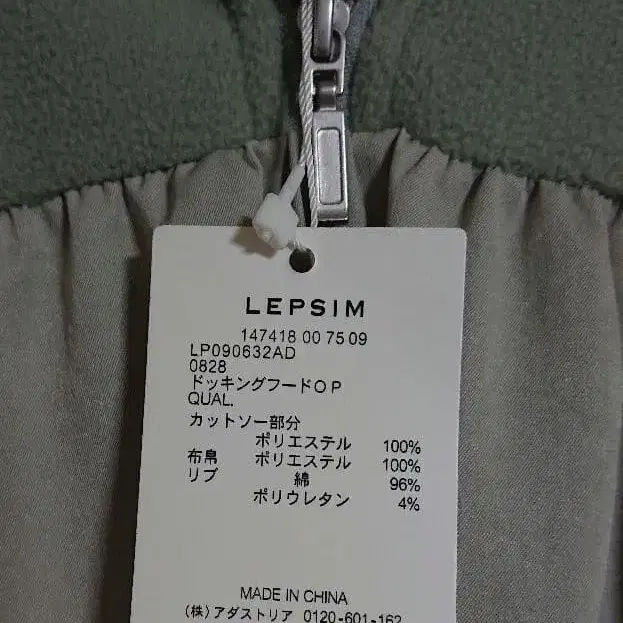 LEPSIM
147418 00 75 09
LP090632AD
0828
ドッキングフードOP
QUAL.
カットソー部分
ポリエステル 100%
布帛 ポリエステル 100%
リブ 綿 96%
ポリウレタン 4%
MADE IN CHINA
(株)アダストリア 0120-601-162